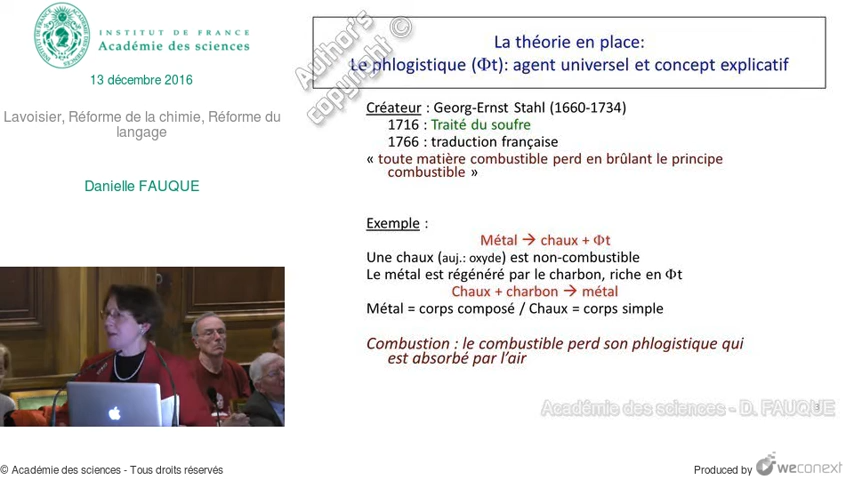 INSTITUT DE FRANCE
Académie des sciences
13 décembre 2016
Lavoisier, Réforme de la chimie, Réforme du
langage
Danielle FAUQUE
Author's
copyright ©
La théorie en place:
Le phlogistique (Φt): agent universel et concept explicatif
Créateur : Georg-Ernst Stahl (1660-1734)
1716 : Traité du soufre
1766 : traduction française
« toute matière combustible perd en brûlant le principe
combustible »
Exemple :
Métal → chaux + Φt
Une chaux (auj.: oxyde) est non-combustible
Le métal est régénéré par le charbon, riche en Φt
Chaux + charbon → métal
Métal = corps composé / Chaux = corps simple
Combustion : le combustible perd son phlogistique qui
est absorbé par l'air
Académie des sciences - D. FAUQUE
© Académie des sciences - Tous droits réservés
Produced by weconext